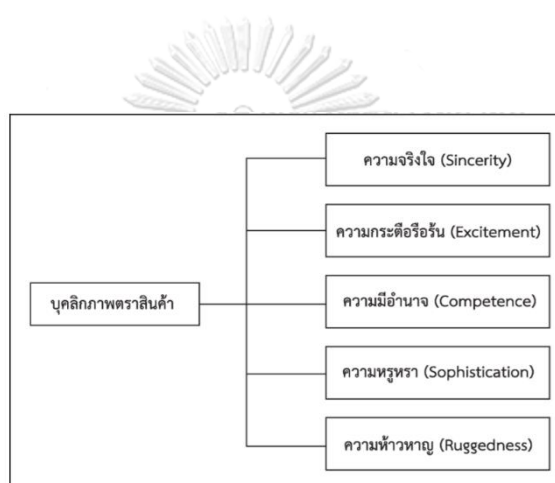 ความจริงใจ (Sincerity)
ความกระตือรือร้น (Excitement)
บุคลิกภาพตราสินค้า
ความมีอำนาจ (Competence)
ความหรูหรา (Sophistication)
ความห้าวหาญ (Ruggedness)